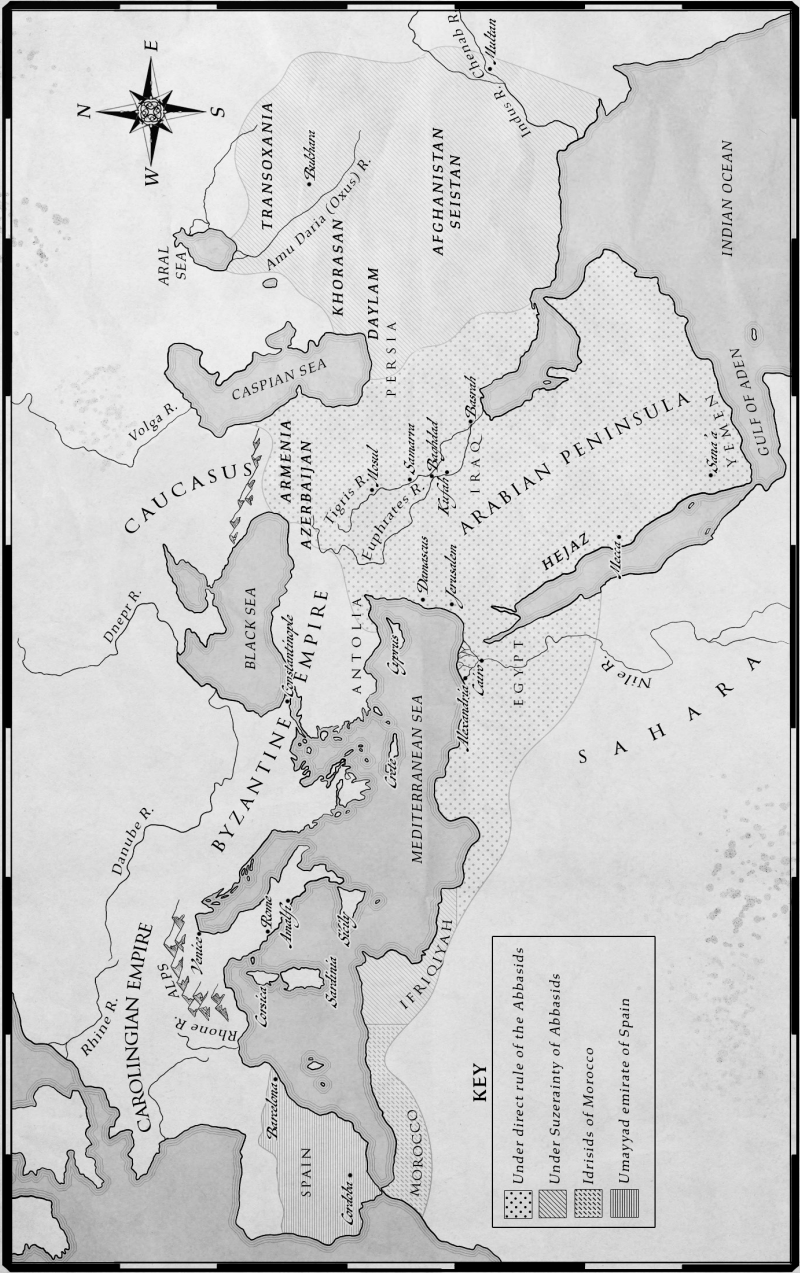 N
E
S
W
ARAL
SEA
TRANSOXANIA
Bukhara
Amu Daria (Oxus) R.
KHORASAN
DAYLAM
PERSIA
AFGHANISTAN
SEISTAN
Chenab R.
Multan
Indus R.
INDIAN OCEAN
CASPIAN SEA
Volga R.
CAUCASUS
ARMENIA
AZERBAIJAN
Tigris R.
Mosul
Samarra
Baghdad
Euphrates R.
Kufah
Basrah
IRAQ
ARABIAN PENINSULA
Sana'a
YEMEN
GULF OF ADEN
HEJAZ
Mecca
Damascus
Jerusalem
Dnepr R.
BLACK SEA
Constantinople
BYZANTINE EMPIRE
ANTOLIA
Cyprus
Crete
MEDITERRANEAN SEA
Alexandria
Cairo
EGYPT
Nile R.
SAHARA
Danube R.
Rhine R.
CAROLINGIAN EMPIRE
ALPS
Venice
Rhone R.
Rome
Amalfi
Sicily
Corsica
Sardinia
IFRIQIYAH
Barcelona
SPAIN
Cordoba
MOROCCO
KEY
Under direct rule of the Abbasids
Under Suzerainty of Abbasids
Idrisids of Morocco
Umayyad emirate of Spain